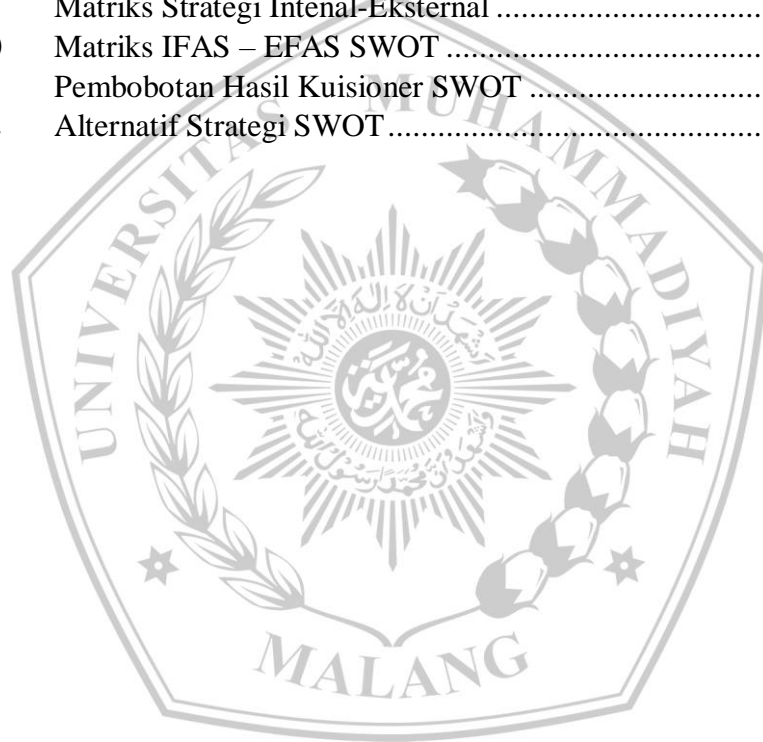 Matriks Strategi Intenal-Eksternal ....................................
) Matriks IFAS – EFAS SWOT ...........................................
Pembobotan Hasil Kuisioner SWOT ................................
Alternatif Strategi SWOT ..................................................
UNIVERSITAS MUHAMMADIYAH
MALANG